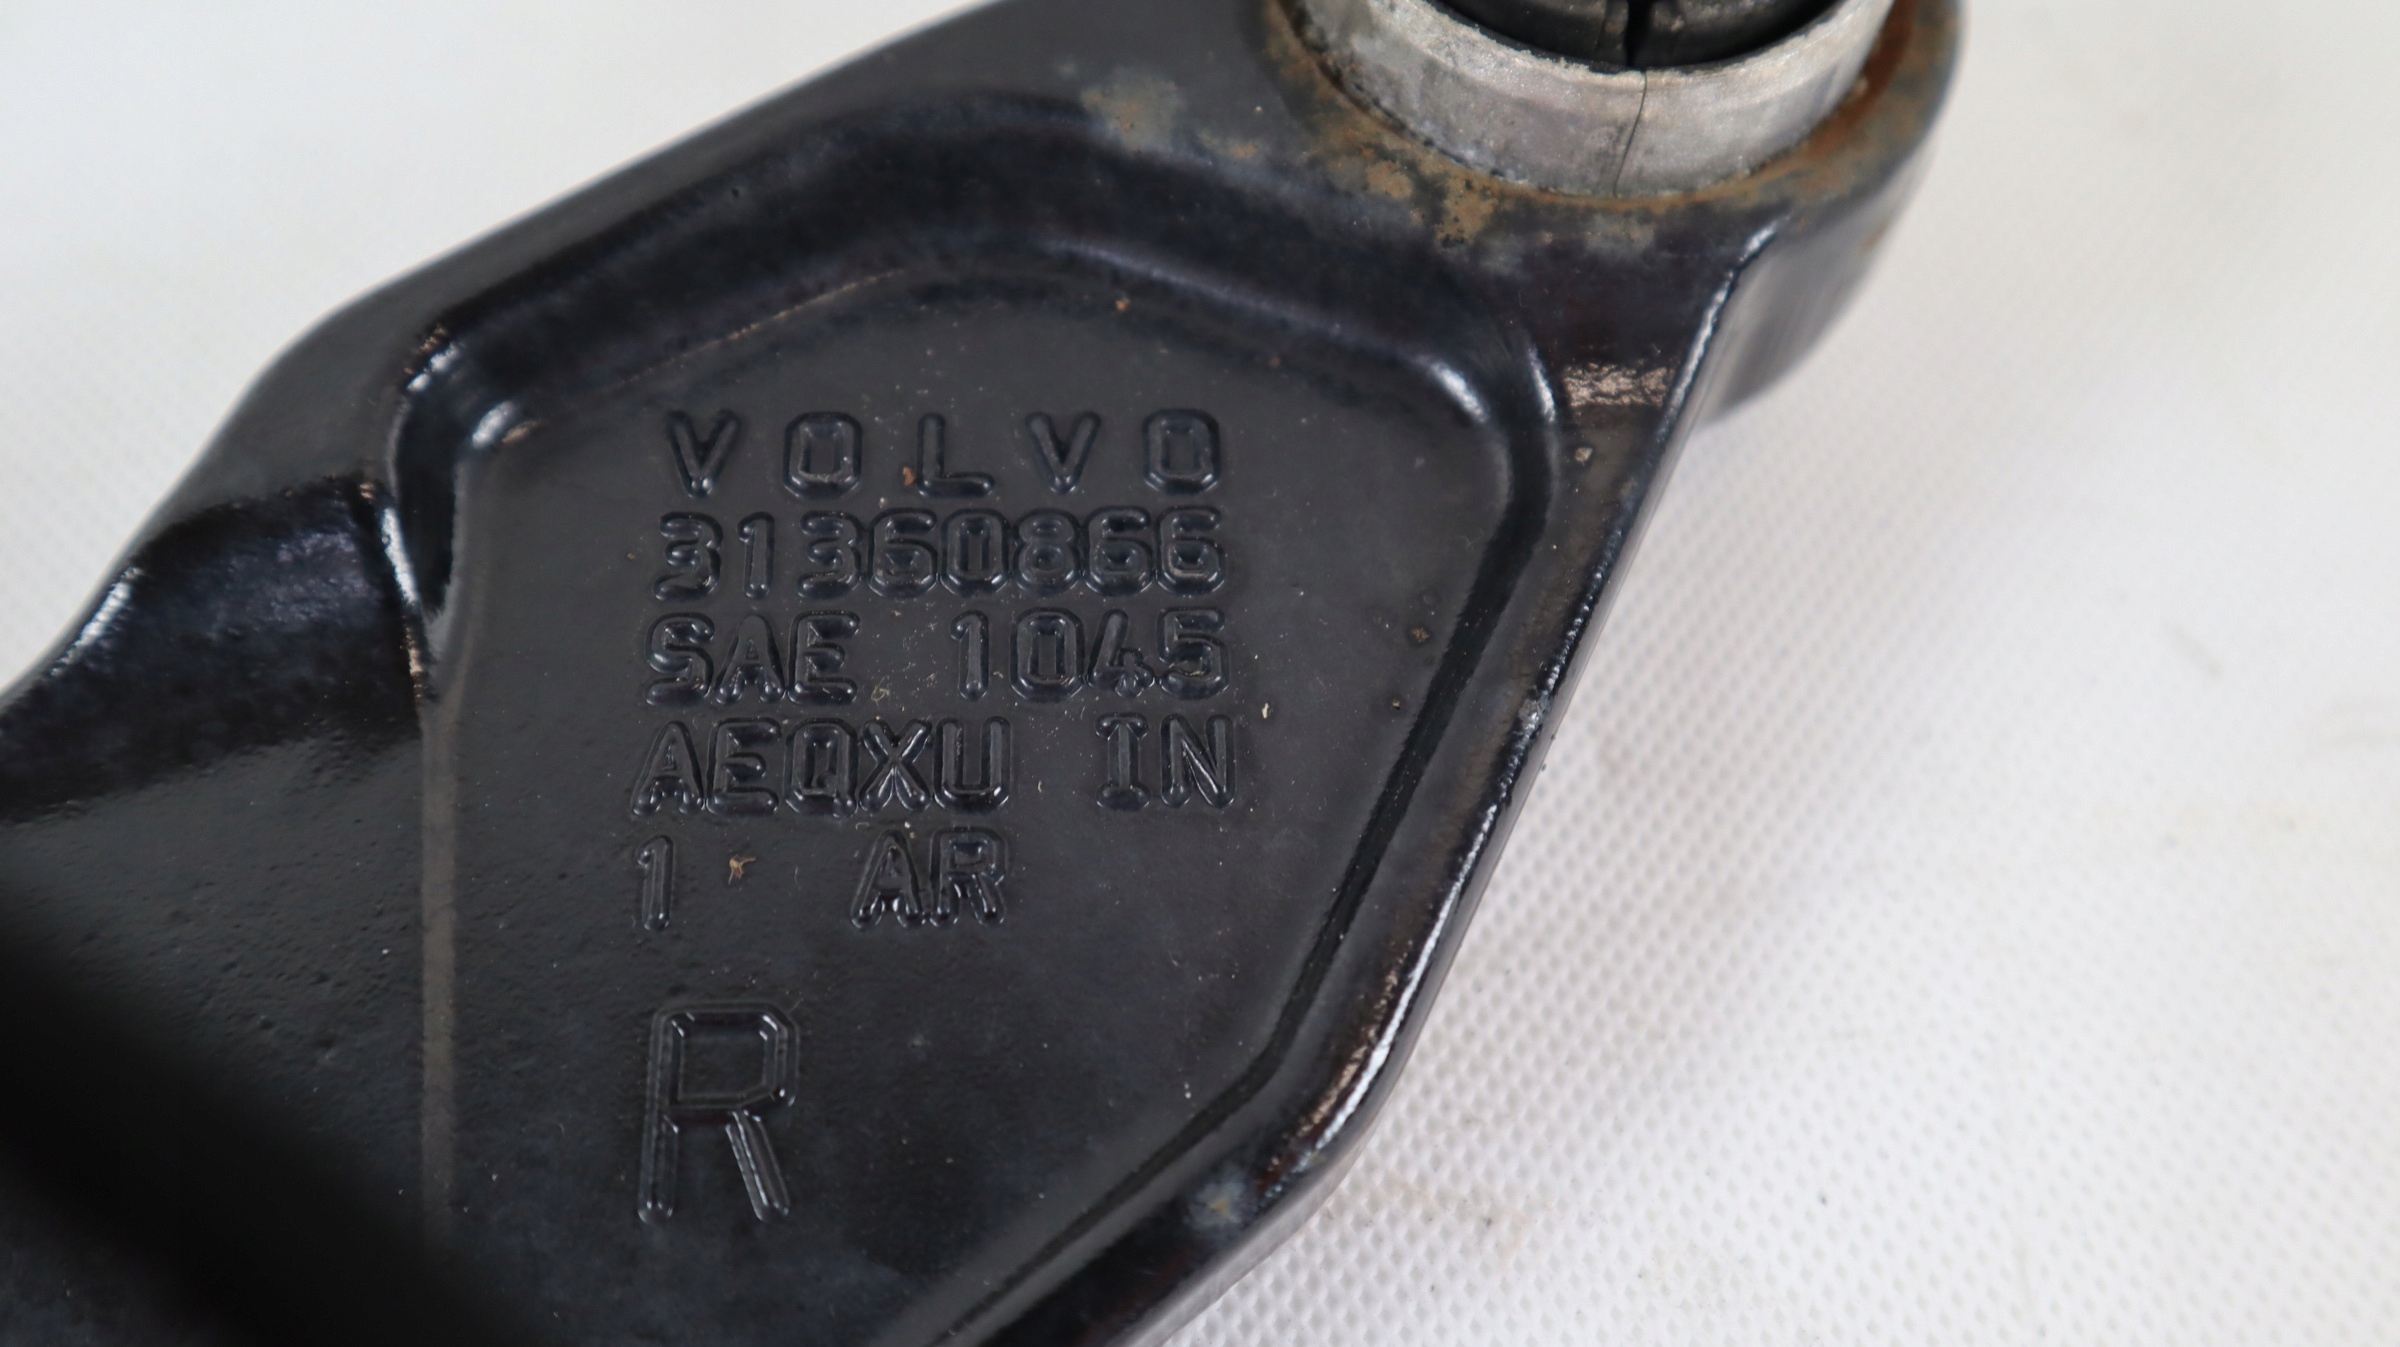 VOLVO
31360866
SAE 1045
AEQXU IN
1 AR
R